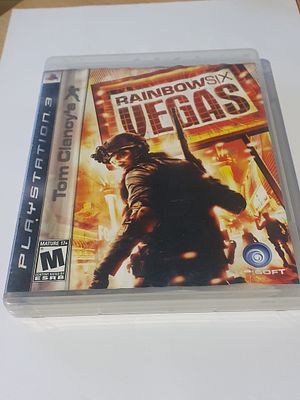 PLAYSTATION 3
Tom Clancy's
RAINBOW SIX
VEGAS
MATURE 17+
M
ESRB
UBISOFT